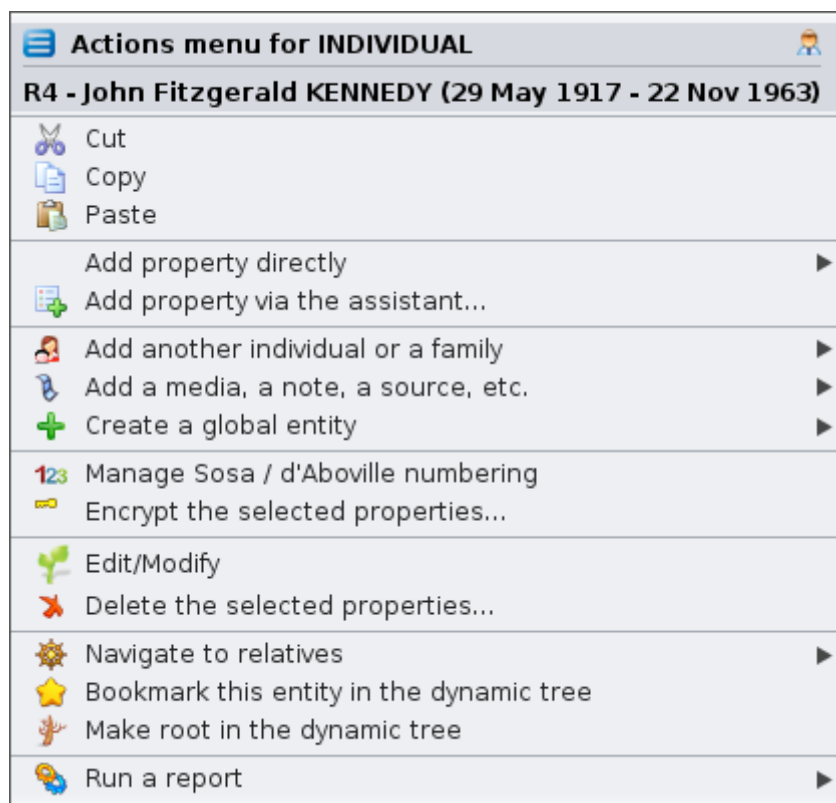 Actions menu for INDIVIDUAL
R4 - John Fitzgerald KENNEDY (29 May 1917 - 22 Nov 1963)
Cut
Copy
Paste
Add property directly
Add property via the assistant...
Add another individual or a family
Add a media, a note, a source, etc.
Create a global entity
123 Manage Sosa / d'Aboville numbering
Encrypt the selected properties...
Edit/Modify
Delete the selected properties...
Navigate to relatives
Bookmark this entity in the dynamic tree
Make root in the dynamic tree
Run a report